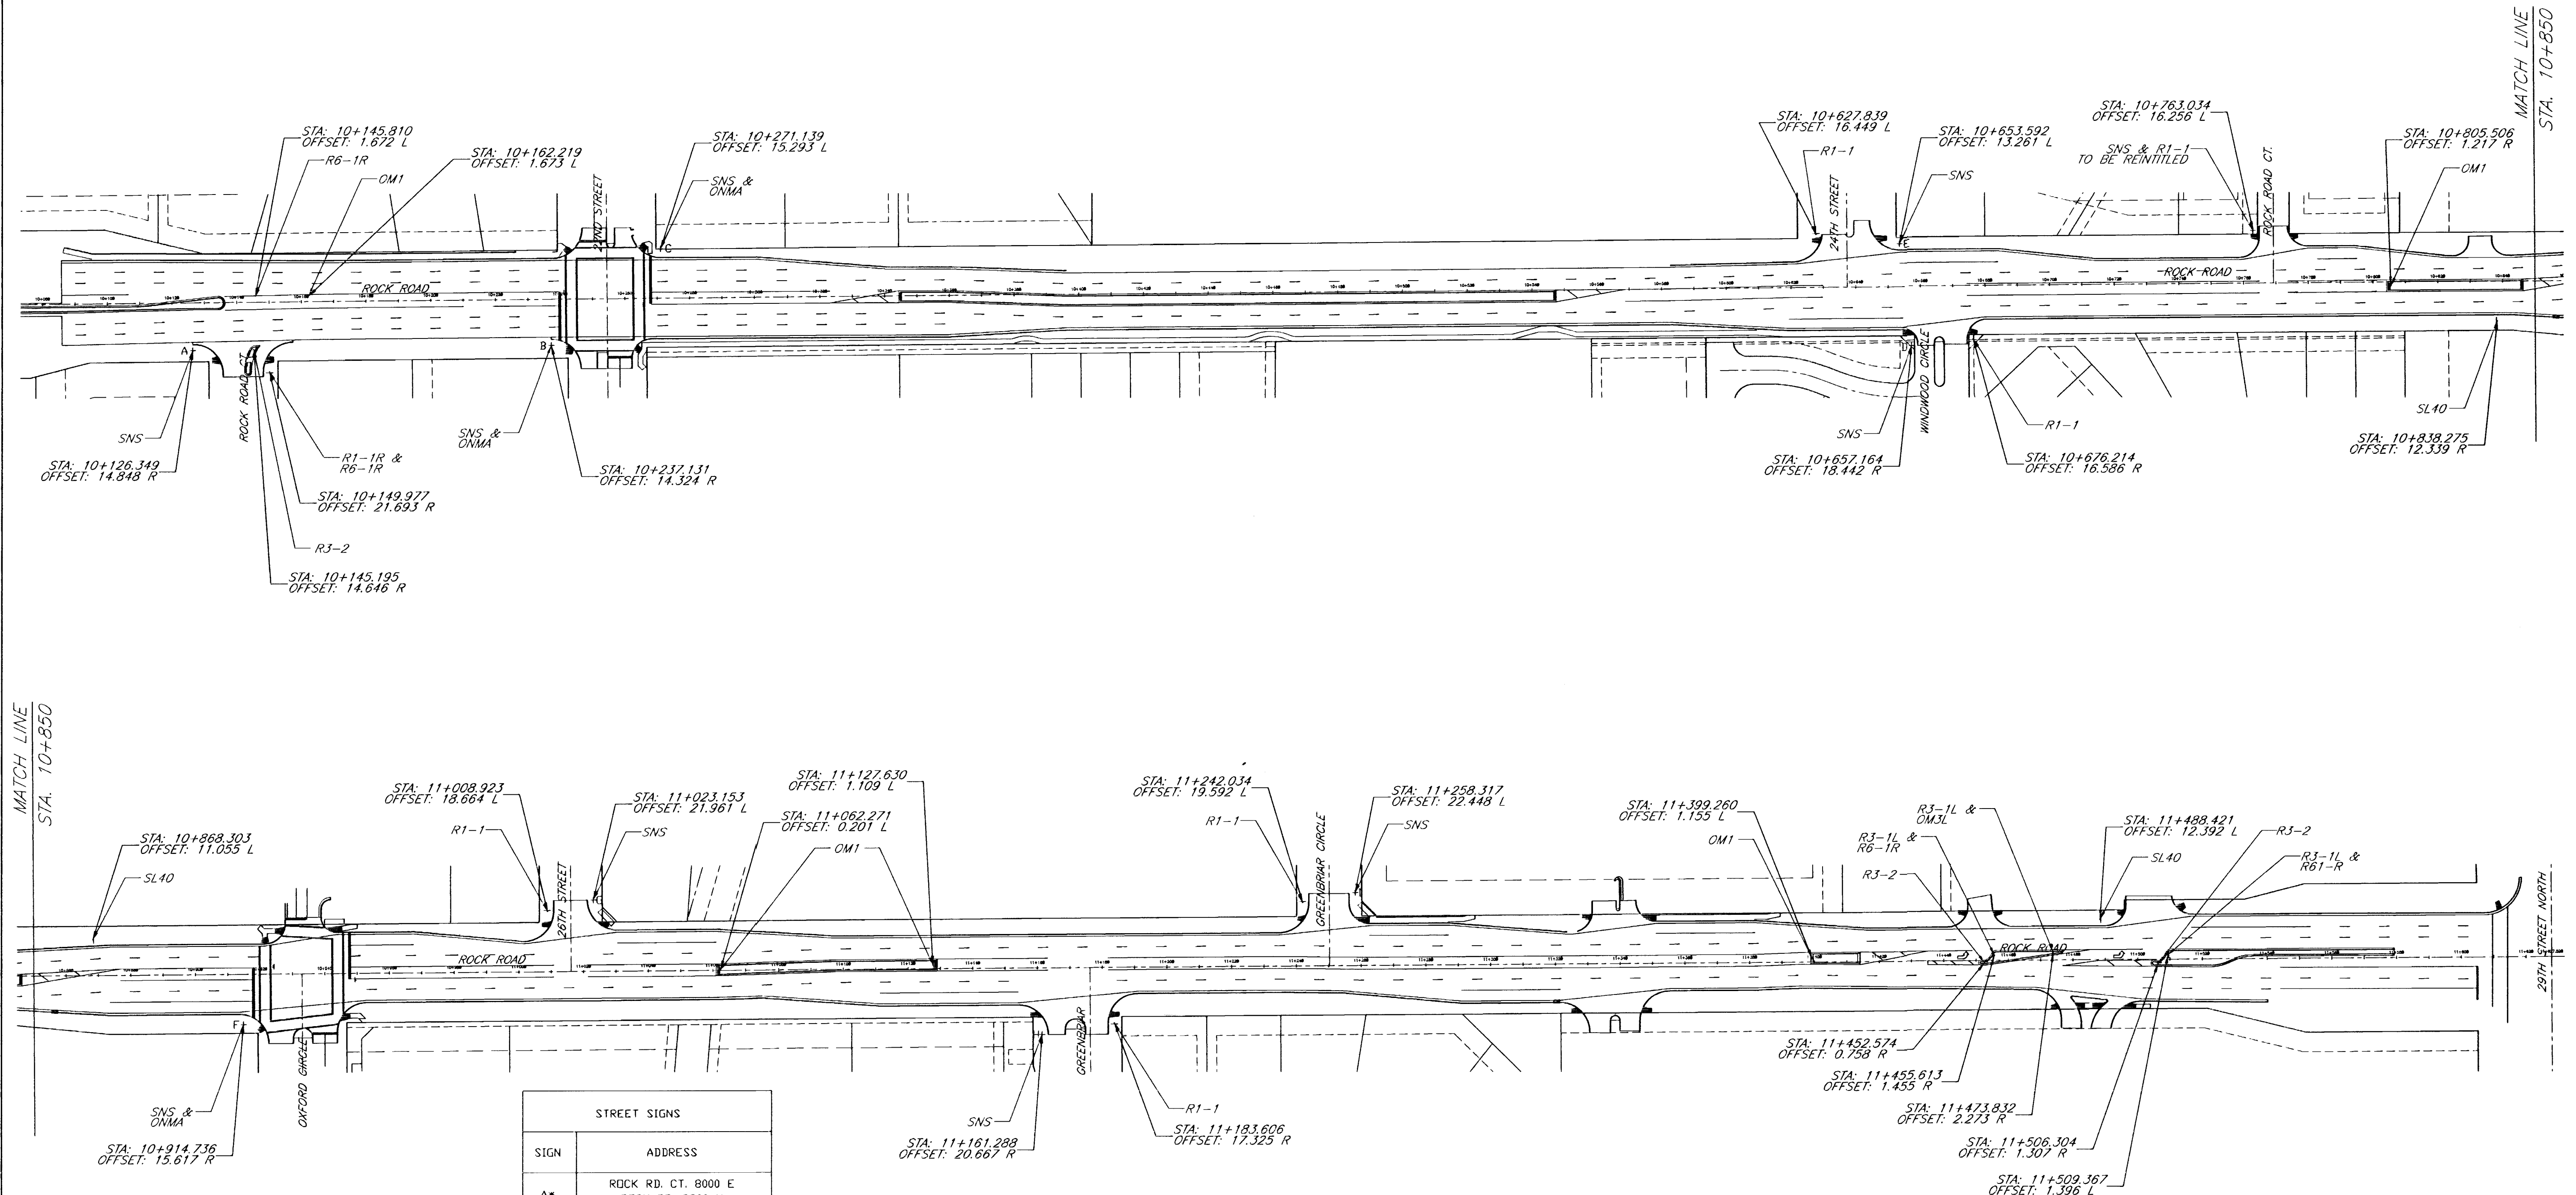 MATCH LINE
STA. 10+850
STA: 10+145.810
OFFSET: 1.672 L
R6-1R
OM1
STA: 10+162.219
OFFSET: 1.673 L
STA: 10+271.139
OFFSET: 15.293 L
SNS &
ONMA
STA: 10+627.839
OFFSET: 16.449 L
R1-1
STA: 10+653.592
OFFSET: 13.261 L
SNS
STA: 10+763.034
OFFSET: 16.256 L
SNS & R1-1
TO BE REINTITLED
STA: 10+805.506
OFFSET: 1.217 R
OM1
22ND STREET
24TH STREET
ROCK ROAD CT.
C
E
ROCK ROAD
ROCK ROAD
A
B
ROCK ROAD CT.
WINDWOOD CIRCLE
SNS
STA: 10+126.349
OFFSET: 14.848 R
R1-1R &
R6-1R
STA: 10+149.977
OFFSET: 21.693 R
R3-2
STA: 10+145.195
OFFSET: 14.646 R
SNS &
ONMA
STA: 10+237.131
OFFSET: 14.324 R
SNS
STA: 10+657.164
OFFSET: 18.442 R
R1-1
STA: 10+676.214
OFFSET: 16.586 R
SL40
STA: 10+838.275
OFFSET: 12.339 R
MATCH LINE
STA. 10+850
STA: 10+868.303
OFFSET: 11.055 L
SL40
STA: 11+008.923
OFFSET: 18.664 L
R1-1
STA: 11+023.153
OFFSET: 21.961 L
SNS
STA: 11+127.630
OFFSET: 1.109 L
STA: 11+062.271
OFFSET: 0.201 L
OM1
STA: 11+242.034
OFFSET: 19.592 L
R1-1
STA: 11+258.317
OFFSET: 22.448 L
SNS
STA: 11+399.260
OFFSET: 1.155 L
OM1
R3-1L &
OM3L
R3-1L &
R6-1R
R3-2
STA: 11+488.421
OFFSET: 12.392 L
SL40
R3-2
R3-1L &
R61-R
26TH STREET
GREENBRIAR CIRCLE
29TH STREET NORTH
ROCK ROAD
ROCK ROAD
F
OXFORD CIRCLE
GREENBRIAR
SNS &
ONMA
STA: 10+914.736
OFFSET: 15.617 R
SNS
STA: 11+161.288
OFFSET: 20.667 R
R1-1
STA: 11+183.606
OFFSET: 17.325 R
STA: 11+452.574
OFFSET: 0.758 R
STA: 11+455.613
OFFSET: 1.455 R
STA: 11+473.832
OFFSET: 2.273 R
STA: 11+506.304
OFFSET: 1.307 R
STA: 11+509.367
OFFSET: 1.396 L
STREET SIGNS
SIGN ADDRESS
A*
ROCK RD. CT. 8000 E